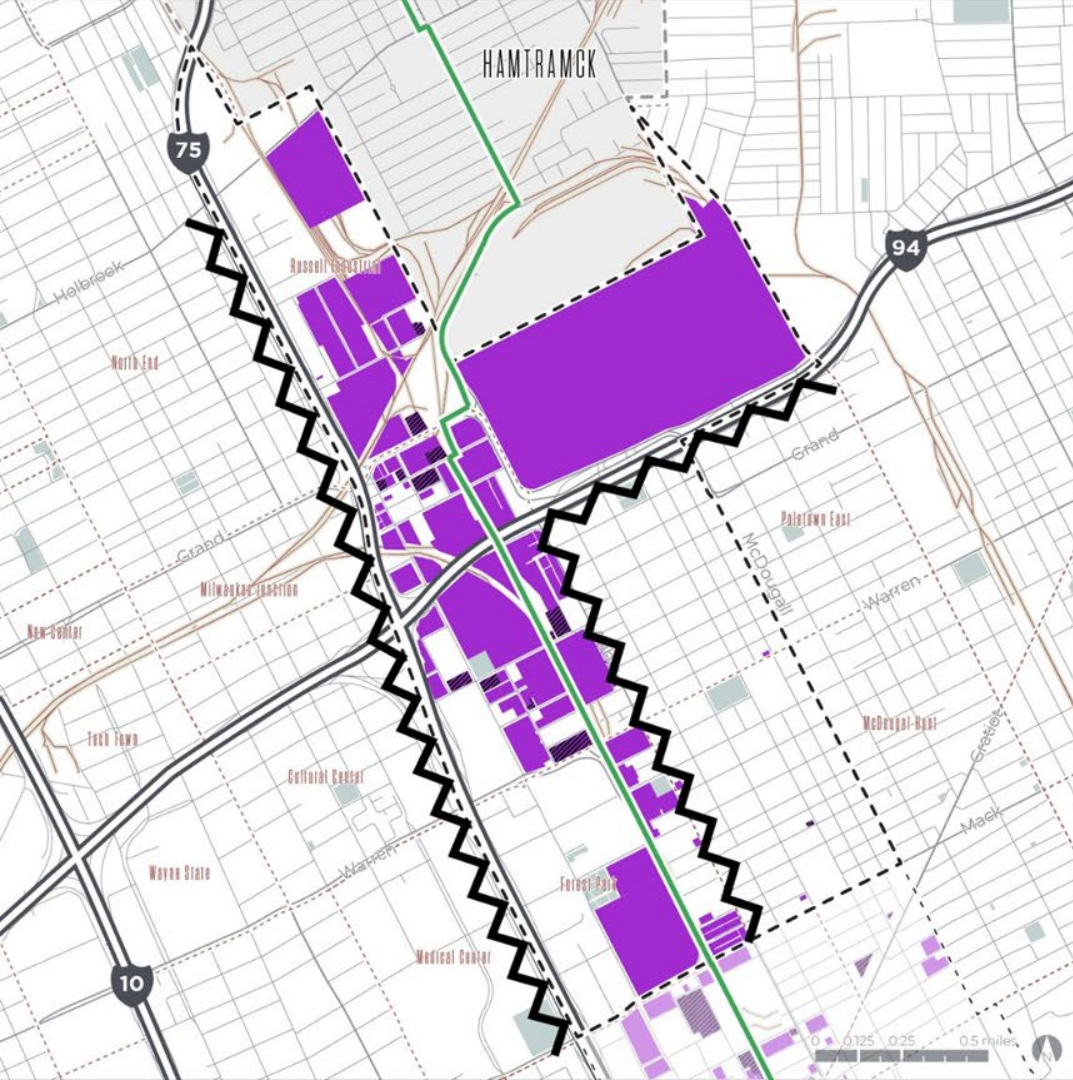 HAMTRAMCK
75
94
Holbrook
Russell Industrial
North End
Grand
Grand
Poletown East
McDougall
Warren
Milwaukee Junction
New Center
McDougal-Hunt
Gratiot
Tech Town
Cultural Center
Mack
Warren
Wayne State
Forest Park
Medical Center
10
0 0.125 0.25 0.5 miles
N